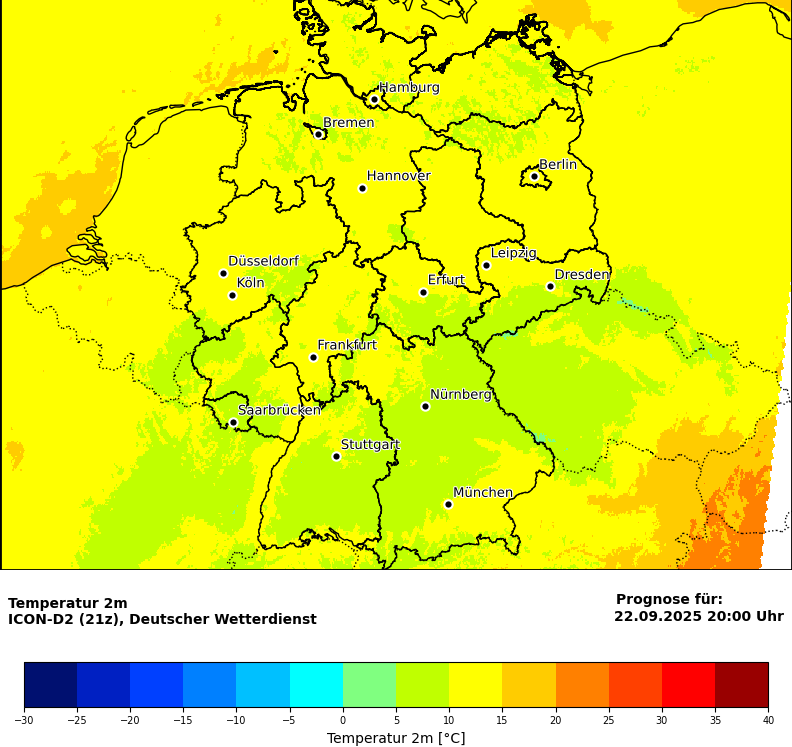 Hamburg
Bremen
Berlin
Hannover
Leipzig
Düsseldorf
Dresden
Köln
Erfurt
Frankfurt
Nürnberg
Saarbrücken
Stuttgart
München
Temperatur 2m
ICON-D2 (21z), Deutscher Wetterdienst
Prognose für:
22.09.2025 20:00 Uhr
−30 −25 −20 −15 −10 −5 0 5 10 15 20 25 30 35 40
Temperatur 2m [°C]